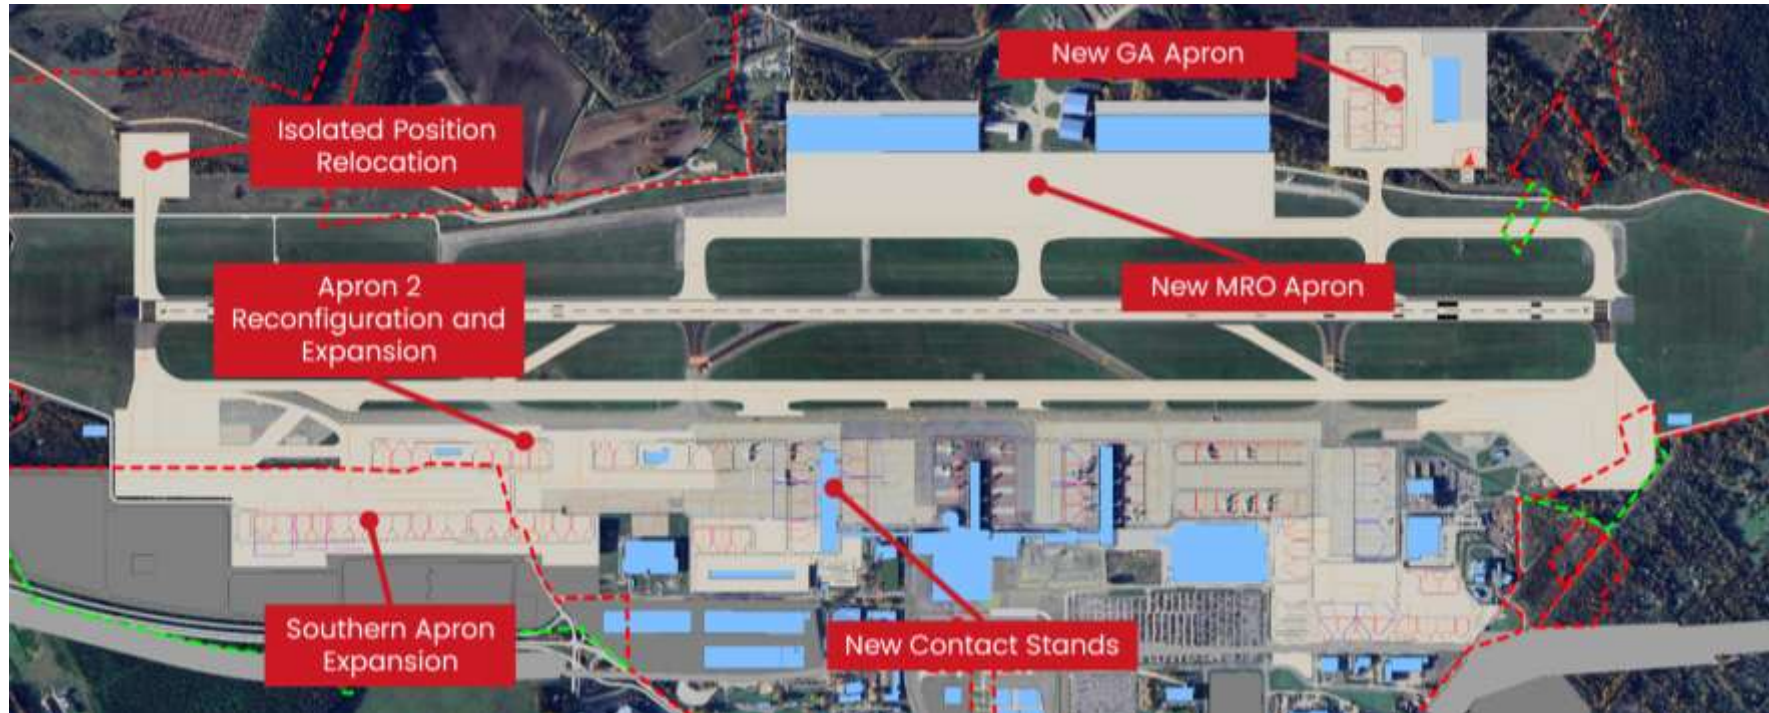 New GA Apron
Isolated Position
Relocation
Apron 2
Reconfiguration and
Expansion
New MRO Apron
Southern Apron
Expansion
New Contact Stands